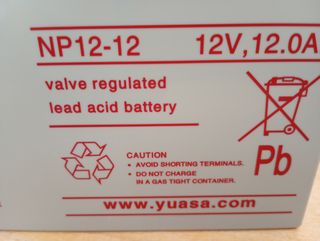 NP12-12 12V,12.0A
valve regulated
lead acid battery
CAUTION
• AVOID SHORTING TERMINALS.
• DO NOT CHARGE
IN A GAS TIGHT CONTAINER.
Pb
www.yuasa.com